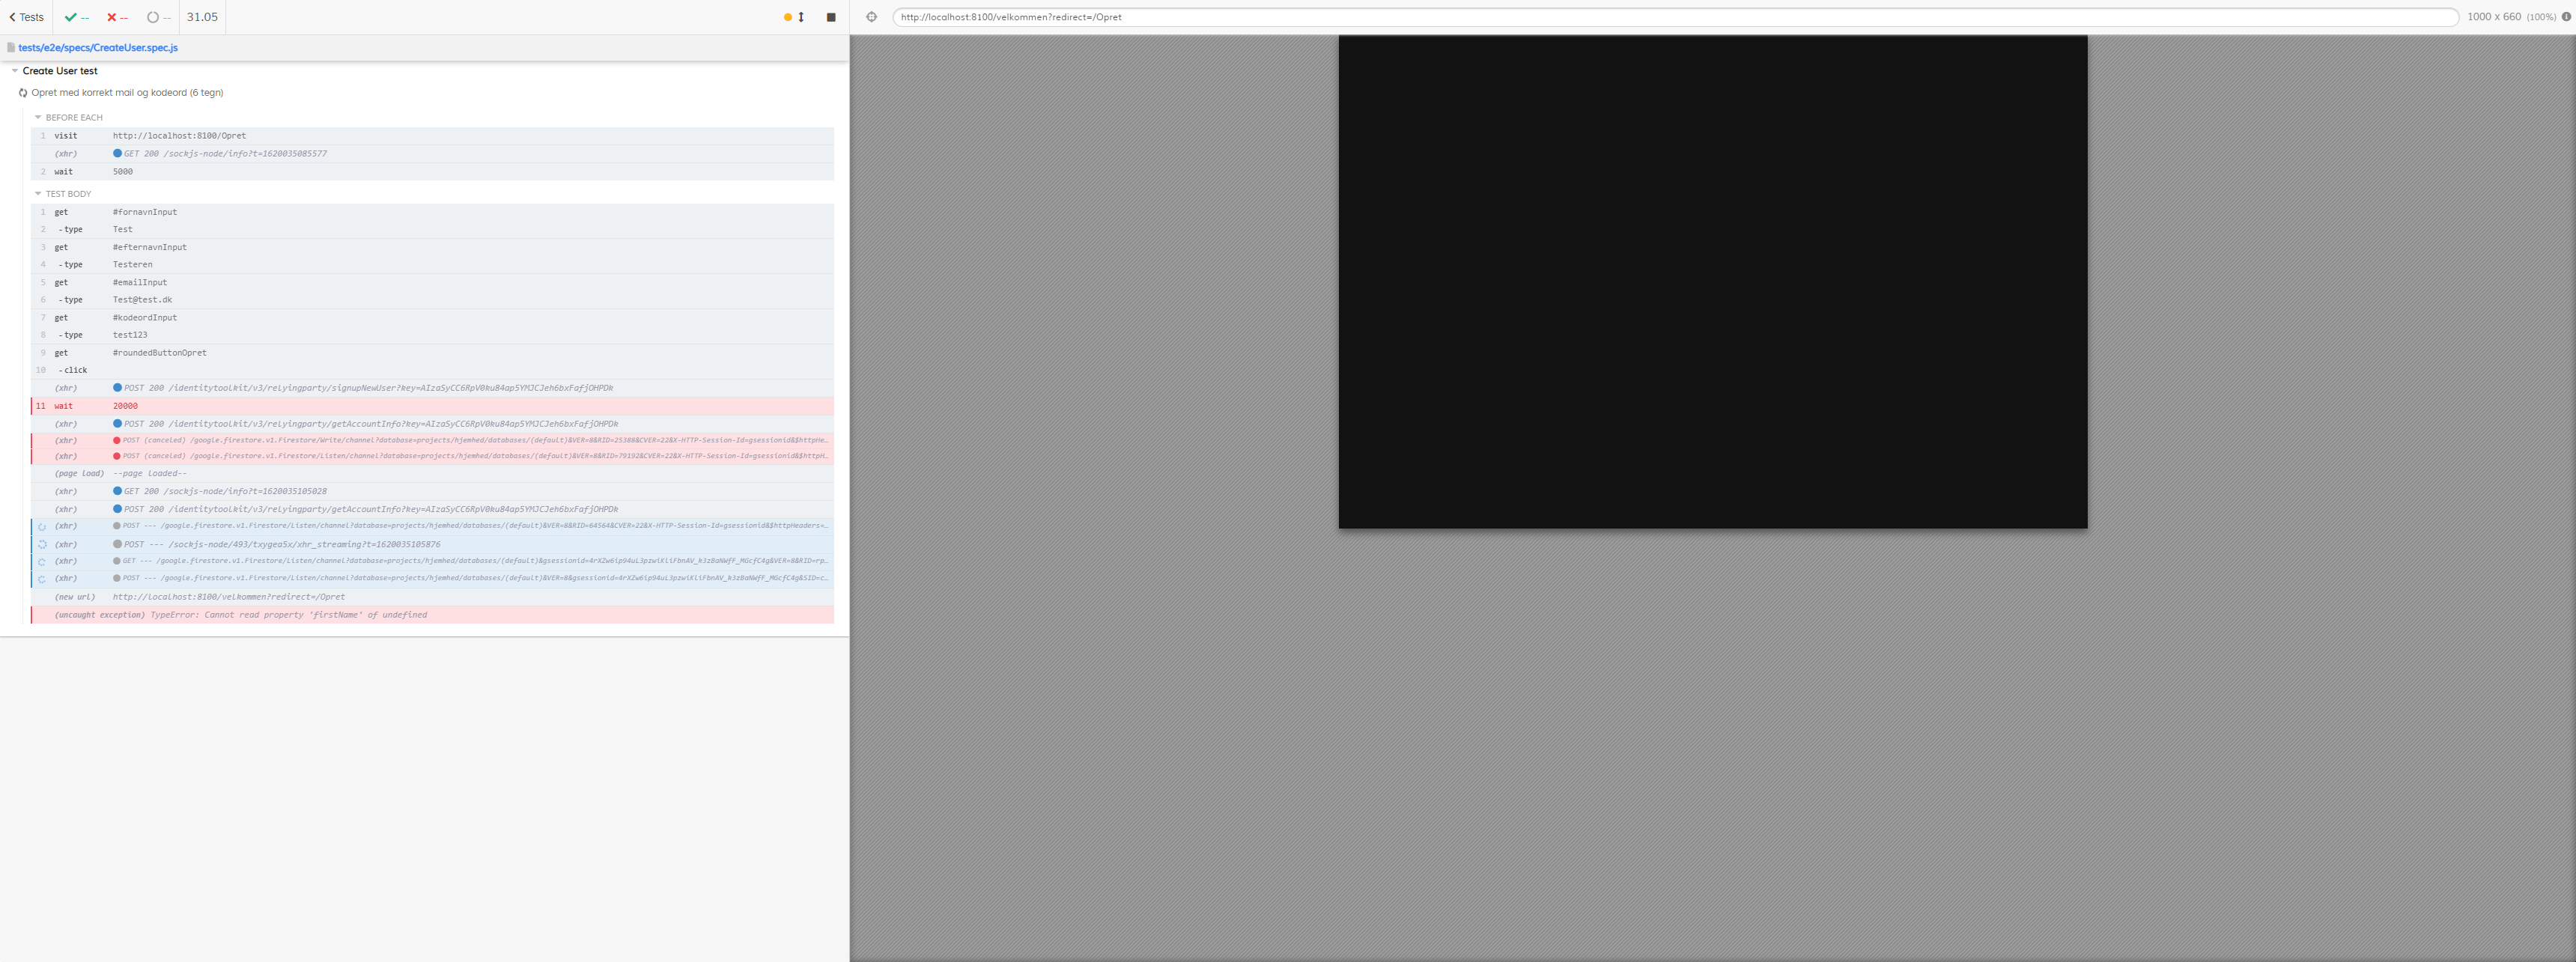 Tests -- -- -- 31.05
http://localhost:8100/velkommen?redirect=/Opret 1000 x 660 (100%)
tests/e2e/specs/CreateUser.spec.js
Create User test
Opret med korrekt mail og kodeord (6 tegn)
BEFORE EACH
1 visit http://localhost:8100/Opret
(xhr) GET 200 /sockjs-node/info?t=1620035085577
2 wait 5000
TEST BODY
1 get #fornavnInput
2 -type Test
3 get #efternavnInput
4 -type Testeren
5 get #emailInput
6 -type Test@test.dk
7 get #kodeordInput
8 -type test123
9 get #roundedButtonOpret
10 -click
(xhr) POST 200 /identitytoolkit/v3/relyingparty/signupNewUser?key=AIzaSyCC6RpV0ku84ap5YMJCJeh6bxFafjOHPDk
11 wait 20000
(xhr) POST 200 /identitytoolkit/v3/relyingparty/getAccountInfo?key=AIzaSyCC6RpV0ku84ap5YMJCJeh6bxFafjOHPDk
(xhr) POST (canceled) /google.firestore.v1.Firestore/Write/channel?database=projects/hjemhed/databases/(default)&VER=8&RID=25388&CVER=22&X-HTTP-Session-Id=gsessionid&$httpHe...
(xhr) POST (canceled) /google.firestore.v1.Firestore/Listen/channel?database=projects/hjemhed/databases/(default)&VER=8&RID=79192&CVER=22&X-HTTP-Session-Id=gsessionid&$httpH...
(page load) --page loaded--
(xhr) GET 200 /sockjs-node/info?t=1620035105028
(xhr) POST 200 /identitytoolkit/v3/relyingparty/getAccountInfo?key=AIzaSyCC6RpV0ku84ap5YMJCJeh6bxFafjOHPDk
(xhr) POST --- /google.firestore.v1.Firestore/Listen/channel?database=projects/hjemhed/databases/(default)&VER=8&RID=64564&CVER=22&X-HTTP-Session-Id=gsessionid&$httpHeaders=...
(xhr) POST --- /sockjs-node/493/txygea5x/xhr_streaming?t=1620035105876
(xhr) GET --- /google.firestore.v1.Firestore/Listen/channel?database=projects/hjemhed/databases/(default)&gsessionid=4rXZw6ip94uL3pzwiKliFbnAV_k3z8aNWfF_MGcfC4g&VER=8&RID=rp...
(xhr) POST --- /google.firestore.v1.Firestore/Listen/channel?database=projects/hjemhed/databases/(default)&VER=8&gsessionid=4rXZw6ip94uL3pzwiKliFbnAV_k3z8aNWfF_MGcfC4g&SID=c...
(new url) http://localhost:8100/velkommen?redirect=/Opret
(uncaught exception) TypeError: Cannot read property 'firstName' of undefined